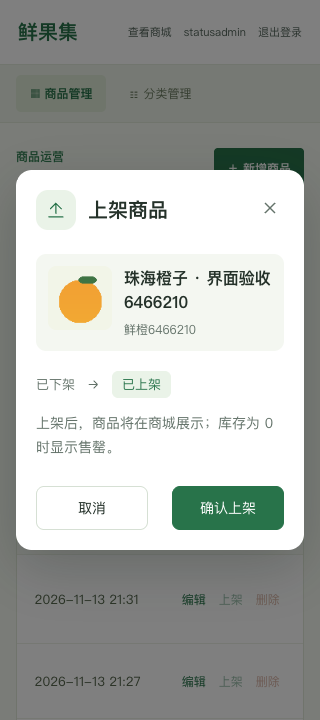 鲜果集
查看商城 statusadmin 退出登录
商品管理 分类管理
商品运营
＋ 新增商品
上架商品
珠海橙子 · 界面验收
6466210
鲜橙6466210
已下架 → 已上架
上架后，商品将在商城展示；库存为 0
时显示售罄。
取消 确认上架
2026-11-13 21:31 编辑 上架 删除
2026-11-13 21:27 编辑 上架 删除